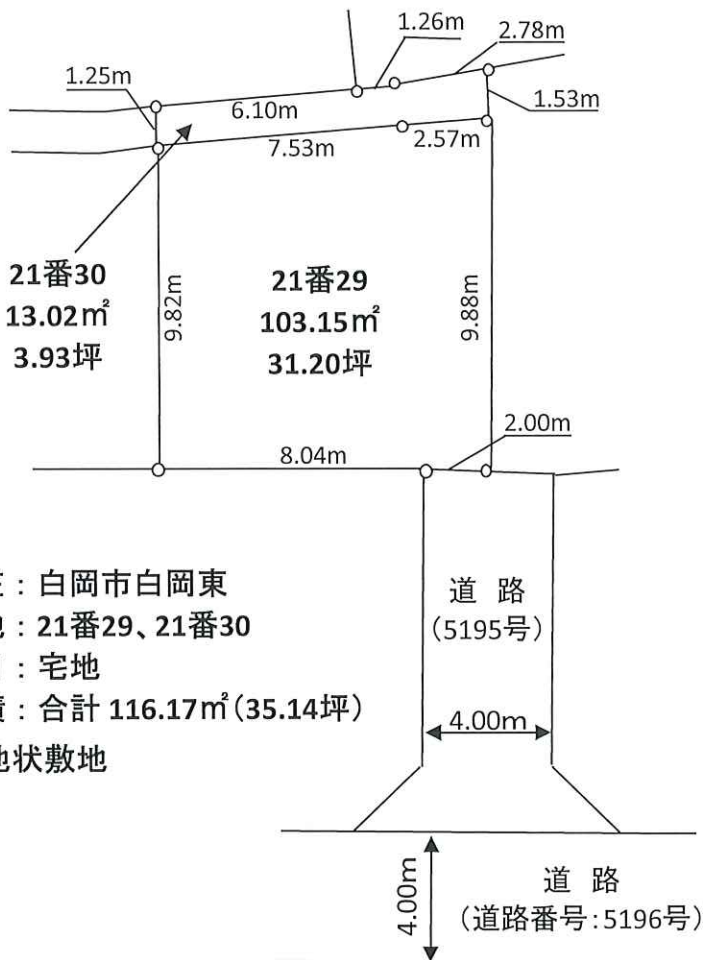 1.26m
2.78m
1.25m
6.10m
1.53m
7.53m
2.57m
21番30
13.02㎡
3.93坪
9.82m
21番29
103.15㎡
31.20坪
9.88m
2.00m
8.04m
：白岡市白岡東
：21番29、21番30
：宅地
：合計 116.17㎡(35.14坪)
地状敷地
道 路
（5195号）
4.00m
4.00m
道 路
（道路番号：5196号）